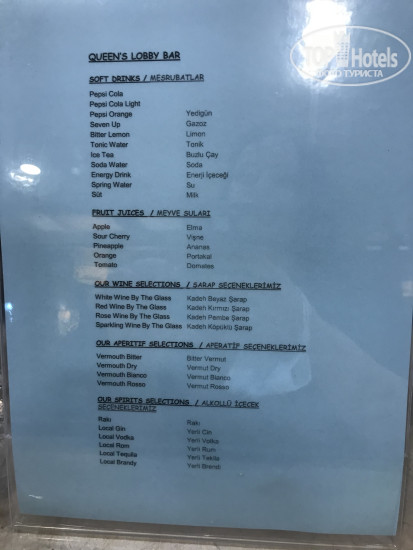 TOP Hotels
ФОТО ТУРИСТА
QUEEN'S LOBBY BAR
SOFT DRINKS / MESRUBATLAR
Pepsi Cola
Pepsi Cola Light
Pepsi Orange Yedigün
Seven Up Gazoz
Bitter Lemon Limon
Tonic Water Tonik
Ice Tea Buzlu Çay
Soda Water Soda
Energy Drink Enerji İçeceği
Spring Water Su
Süt Milk
FRUIT JUICES / MEYVE SULARI
Apple Elma
Sour Cherry Vişne
Pineapple Ananas
Orange Portakal
Tomato Domates
OUR WINE SELECTIONS / SARAP SEÇENEKLERİMİZ
White Wine By The Glass Kadeh Beyaz Şarap
Red Wine By The Glass Kadeh Kırmızı Şarap
Rose Wine By The Glass Kadeh Pembe Şarap
Sparkling Wine By The Glass Kadeh Köpüklü Şarap
OUR APERITIF SELECTIONS / APERATİF SEÇENEKLERİMİZ
Vermouth Bitter Bitter Vermut
Vermouth Dry Vermut Dry
Vermouth Bianco Vermut Bianco
Vermouth Rosso Vermut Rosso
OUR SPIRITS SELECTIONS / ALKOLLÜ İÇECEK
SEÇENEKLERİMİZ
Rakı Rakı
Local Gin Yerli Cin
Local Vodka Yerli Votka
Local Rom Yerli Rum
Local Tequila Yerli Tekila
Local Brandy Yerli Brendi